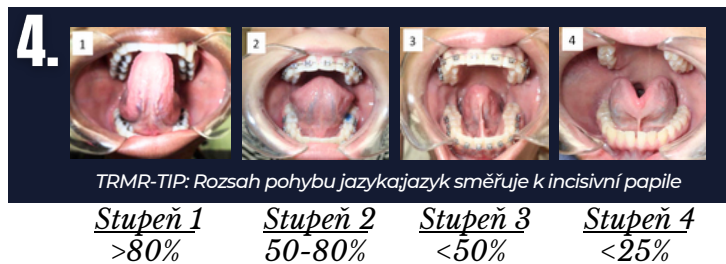 4.
1 2 3 4
TRMR-TIP: Rozsah pohybu jazyka;jazyk směřuje k incisivní papile
Stupeň 1 Stupeň 2 Stupeň 3 Stupeň 4
>80% 50-80% <50% <25%